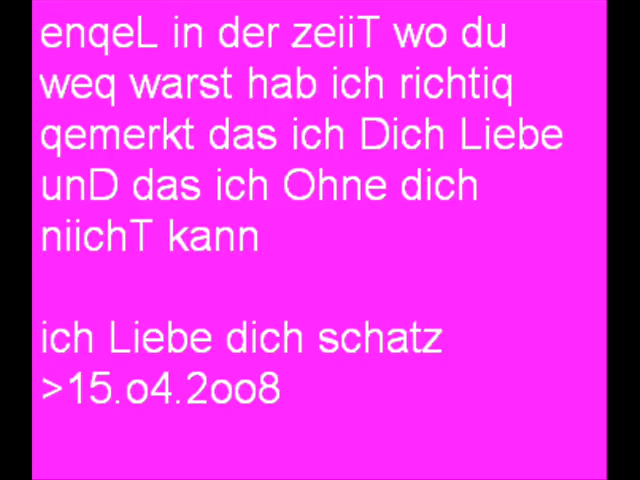 enqeL in der zeiiT wo du
weq warst hab ich richtiq
qemerkt das ich Dich Liebe
unD das ich Ohne dich
niichT kann
ich Liebe dich schatz
>15.o4.2oo8